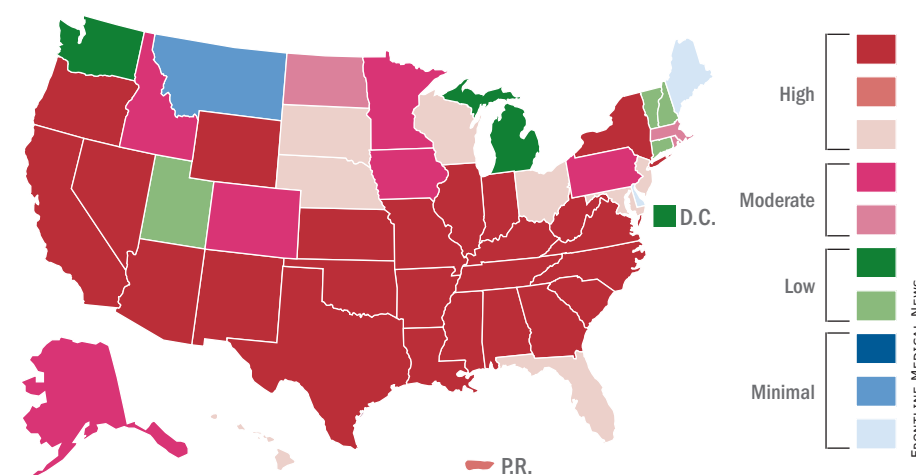 High
Moderate
Low
Minimal
D.C.
P.R.
FRONTLINE MEDICAL NEWS